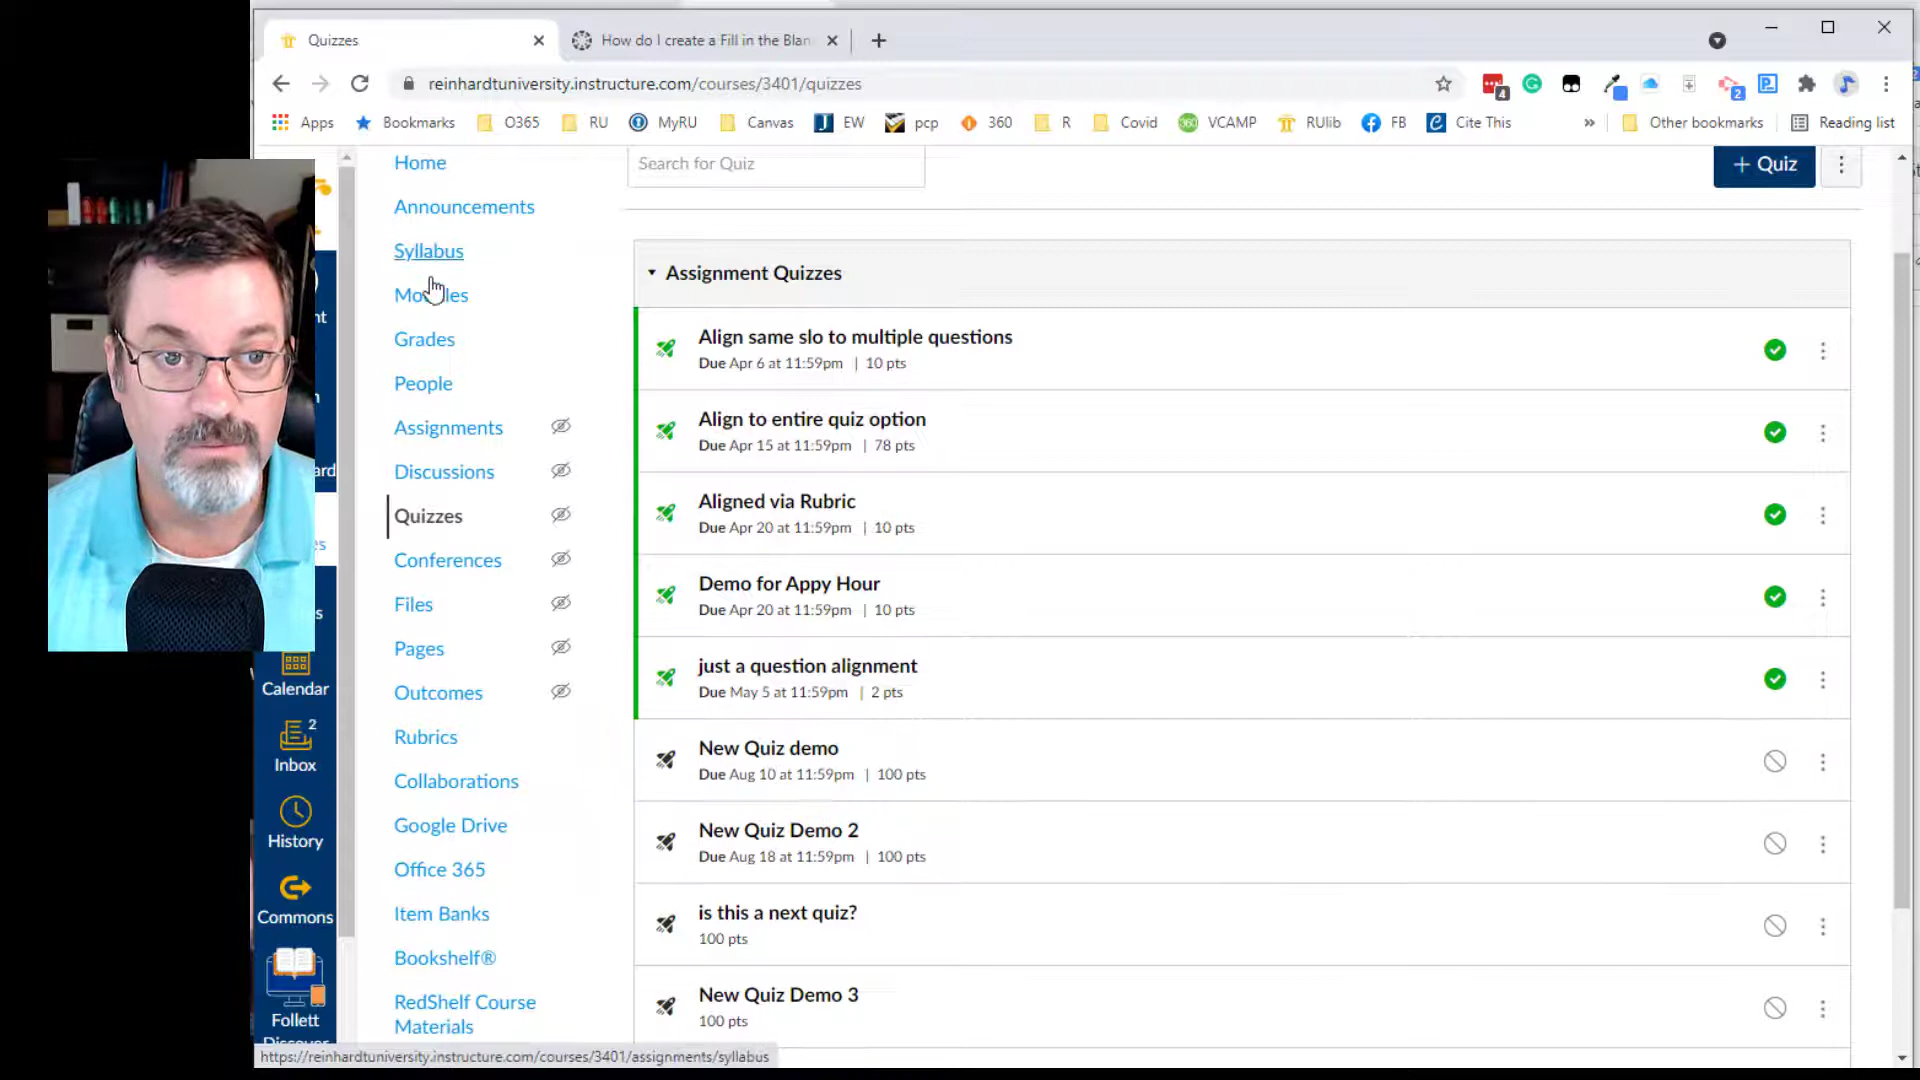 Quizzes
How do I create a Fill in the Blan
reinhardtuniversity.instructure.com/courses/3401/quizzes
4
2
Apps
Bookmarks
O365
RU
MyRU
Canvas
EW
pcp
360
R
Covid
VCAMP
RUlib
FB
Cite This
»
Other bookmarks
Reading list
Home
Announcements
Syllabus
Modules
Grades
People
Assignments
Discussions
Quizzes
Conferences
Files
Pages
Outcomes
Rubrics
Collaborations
Google Drive
Office 365
Item Banks
Bookshelf®
RedShelf Course
Materials
Calendar
2
Inbox
History
Commons
Follett
Discover
Search for Quiz
+ Quiz
Assignment Quizzes
Align same slo to multiple questions
Due Apr 6 at 11:59pm | 10 pts
Align to entire quiz option
Due Apr 15 at 11:59pm | 78 pts
Aligned via Rubric
Due Apr 20 at 11:59pm | 10 pts
Demo for Appy Hour
Due Apr 20 at 11:59pm | 10 pts
just a question alignment
Due May 5 at 11:59pm | 2 pts
New Quiz demo
Due Aug 10 at 11:59pm | 100 pts
New Quiz Demo 2
Due Aug 18 at 11:59pm | 100 pts
is this a next quiz?
100 pts
New Quiz Demo 3
100 pts
https://reinhardtuniversity.instructure.com/courses/3401/assignments/syllabus